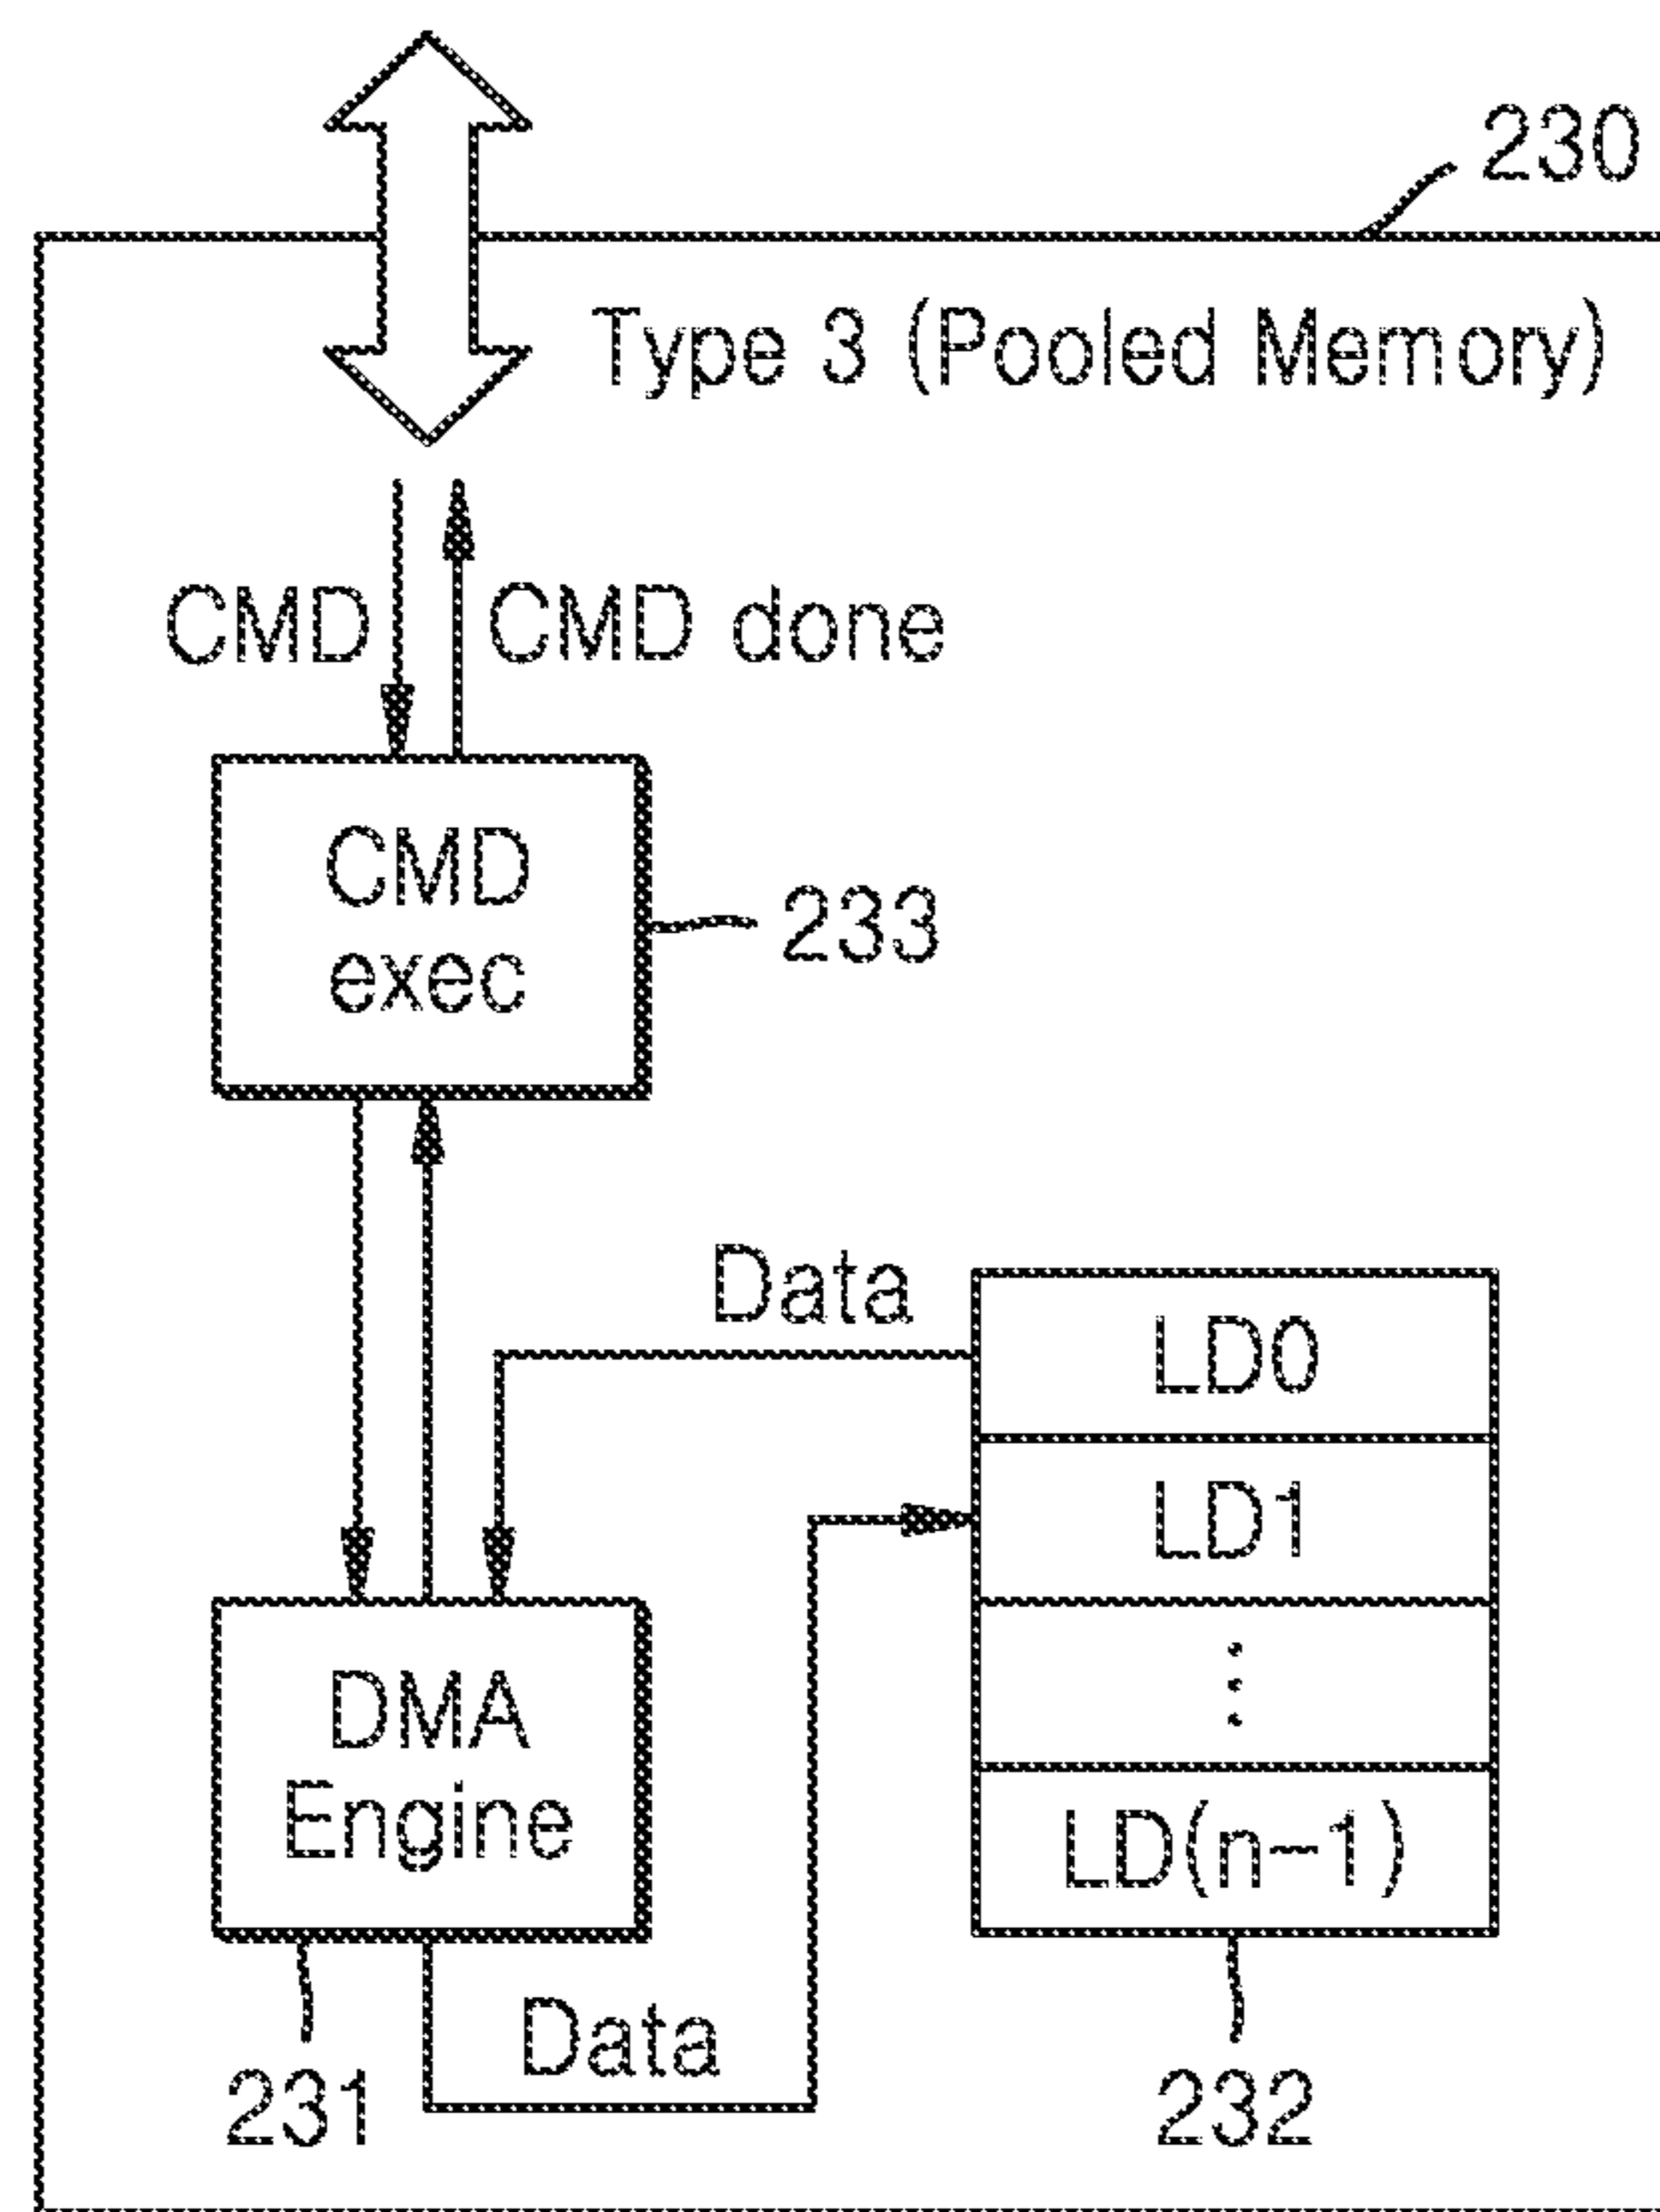 230
Type 3 (Pooled Memory)
CMD
CMD done
CMD
exec
233
Data
LD0
LD1
⋮
LD(n-1)
DMA
Engine
Data
231
232